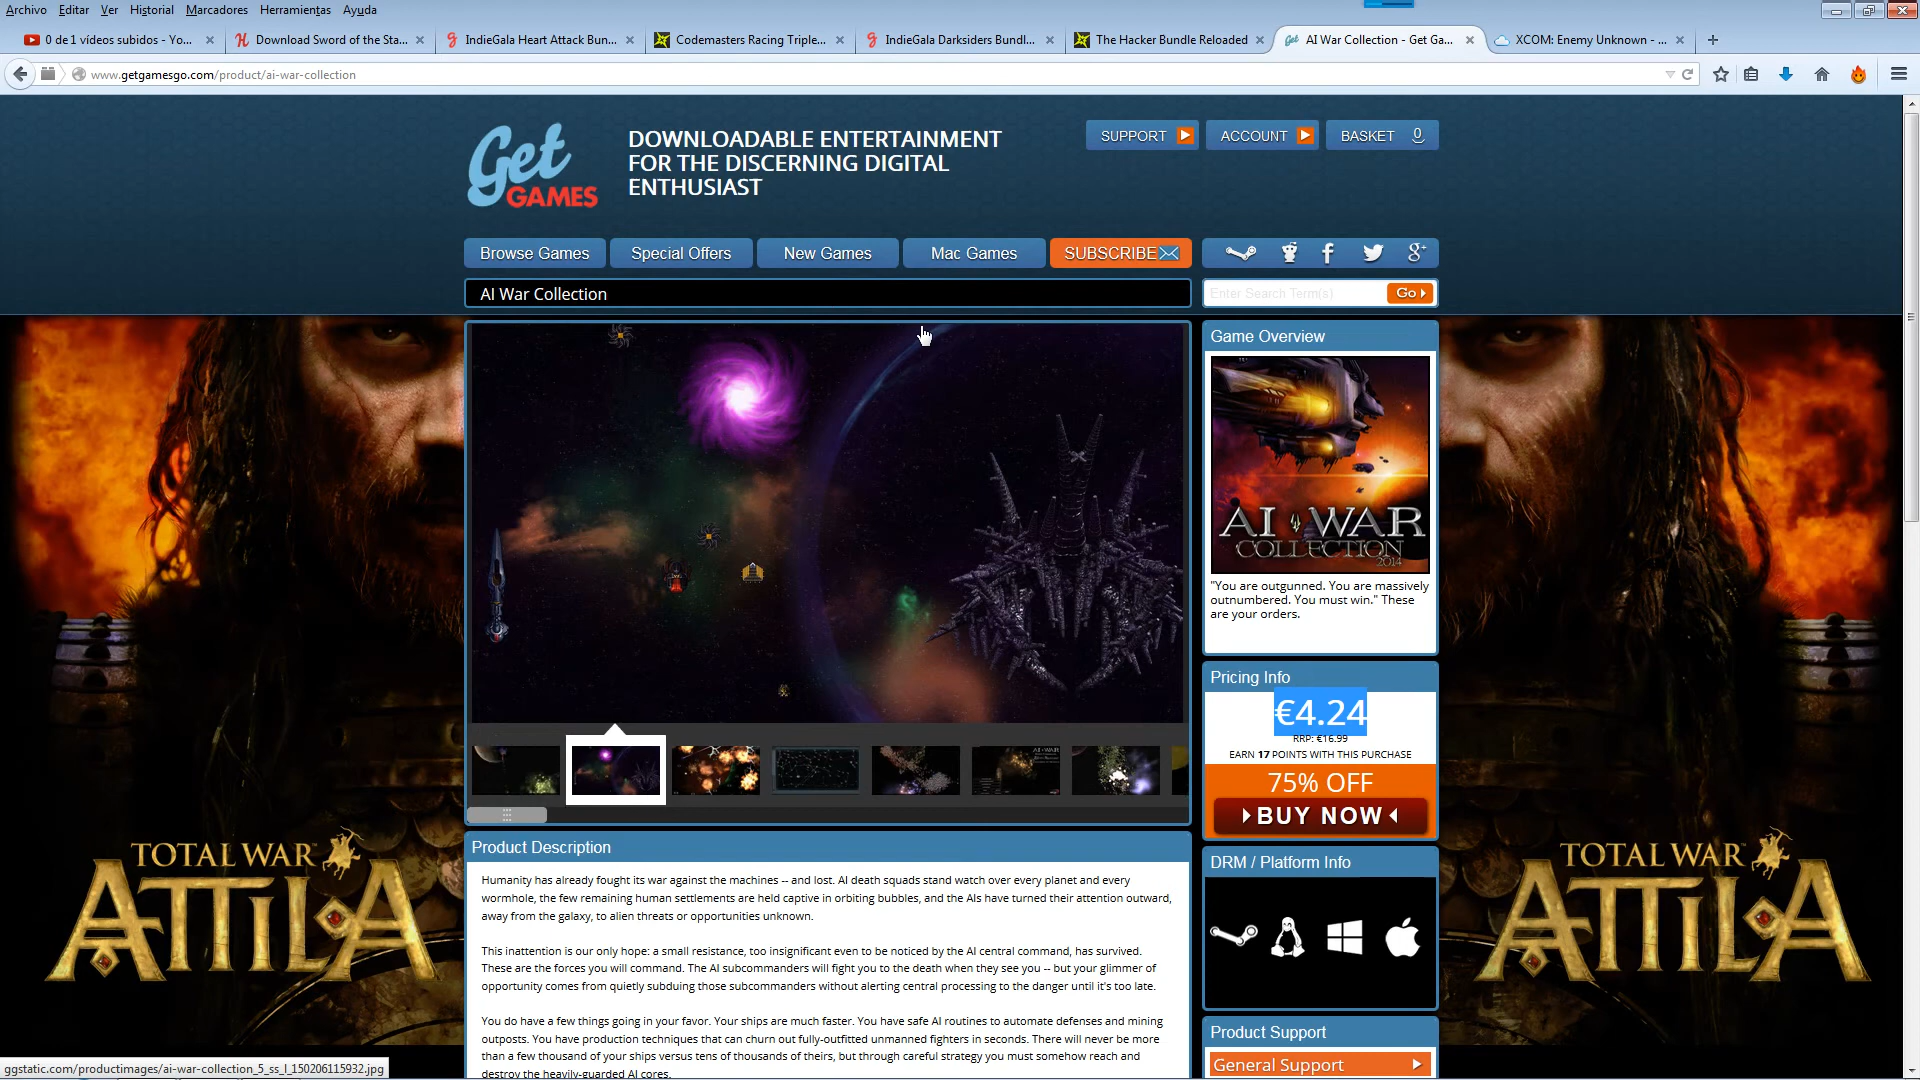 Archivo Editar Ver Historial Marcadores Herramientas Ayuda
0 de 1 vídeos subidos - Yo...
Download Sword of the Sta...
IndieGala Heart Attack Bun...
Codemasters Racing Triple...
IndieGala Darksiders Bundl...
The Hacker Bundle Reloaded
AI War Collection - Get Ga...
XCOM: Enemy Unknown - ...
www.getgamesgo.com/product/ai-war-collection
Get GAMES
DOWNLOADABLE ENTERTAINMENT
FOR THE DISCERNING DIGITAL
ENTHUSIAST
SUPPORT
ACCOUNT
BASKET 0
Browse Games
Special Offers
New Games
Mac Games
SUBSCRIBE
AI War Collection
Enter Search Term(s)
Go
Game Overview
AI WAR
COLLECTION
2014
"You are outgunned. You are massively
outnumbered. You must win." These
are your orders.
Pricing Info
€4.24
RRP: €16.99
EARN 17 POINTS WITH THIS PURCHASE
75% OFF
BUY NOW
DRM / Platform Info
Product Support
General Support
Product Description
Humanity has already fought its war against the machines -- and lost. AI death squads stand watch over every planet and every
wormhole, the few remaining human settlements are held captive in orbiting bubbles, and the AIs have turned their attention outward,
away from the galaxy, to alien threats or opportunities unknown.
This inattention is our only hope: a small resistance, too insignificant even to be noticed by the AI central command, has survived.
These are the forces you will command. The AI subcommanders will fight you to the death when they see you -- but your glimmer of
opportunity comes from quietly subduing those subcommanders without alerting central processing to the danger until it's too late.
You do have a few things going in your favor. Your ships are much faster. You have safe AI routines to automate defenses and mining
outposts. You have production techniques that can churn out fully-outfitted unmanned fighters in seconds. There will never be more
than a few thousand of your ships versus tens of thousands of theirs, but through careful strategy you must somehow reach and
destroy the heavily-guarded AI cores.
TOTAL WAR
ATTILA
TOTAL WAR
ATTILA
ggstatic.com/productimages/ai-war-collection_5_ss_l_150206115932.jpg